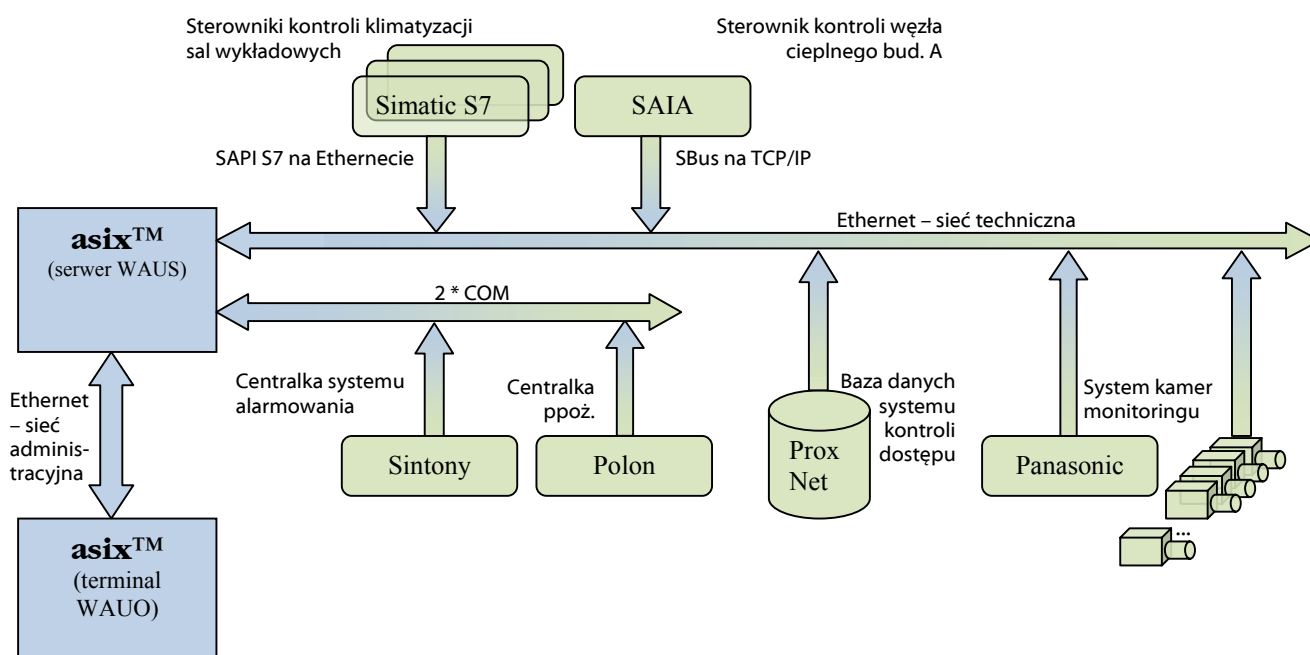 Sterowniki kontroli klimatyzacji
sal wykładowych
Sterownik kontroli węzła
cieplnego bud. A
Simatic S7
SAIA
SAPI S7 na Ethernecie
SBus na TCP/IP
Ethernet – sieć techniczna
asix™
(serwer WAUS)
2 * COM
Ethernet
– sieć
adminis-
tracyjna
Centralka systemu
alarmowania
Centralka
ppoż.
Baza danych
systemu
kontroli
dostępu
System kamer
monitoringu
Sintony
Polon
Prox
Net
Panasonic
...
asix™
(terminal
WAUO)